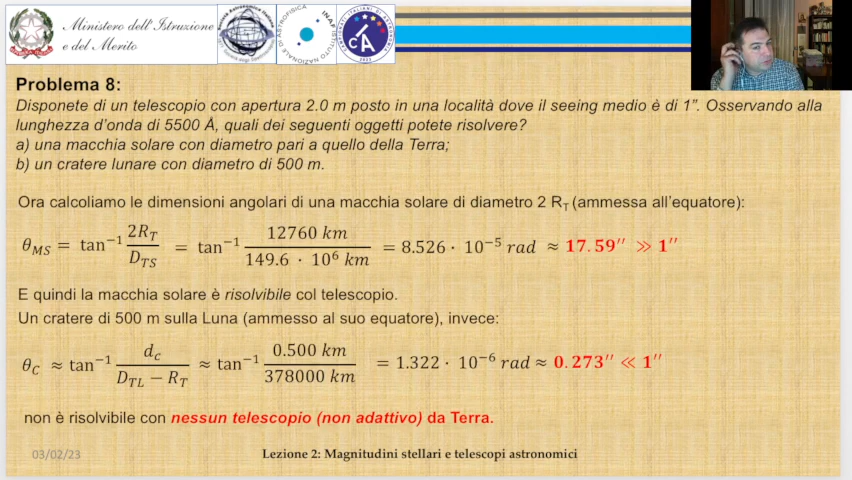 Ministero dell'Istruzione
e del Merito
INAF
Problema 8:
Disponete di un telescopio con apertura 2.0 m posto in una località dove il seeing medio è di 1”. Osservando alla
lunghezza d’onda di 5500 Å, quali dei seguenti oggetti potete risolvere?
a) una macchia solare con diametro pari a quello della Terra;
b) un cratere lunare con diametro di 500 m.
Ora calcoliamo le dimensioni angolari di una macchia solare di diametro 2 R_T (ammessa all’equatore):
θ_MS = tan⁻¹ 2R_T / D_TS = tan⁻¹ 12760 km / 149.6 · 10⁶ km = 8.526 · 10⁻⁵ rad ≈ 17.59′′ ≫ 1′′
E quindi la macchia solare è risolvibile col telescopio.
Un cratere di 500 m sulla Luna (ammesso al suo equatore), invece:
θ_C ≈ tan⁻¹ d_c / D_TL − R_T ≈ tan⁻¹ 0.500 km / 378000 km = 1.322 · 10⁻⁶ rad ≈ 0.273′′ ≪ 1′′
non è risolvibile con nessun telescopio (non adattivo) da Terra.
03/02/23
Lezione 2: Magnitudini stellari e telescopi astronomici